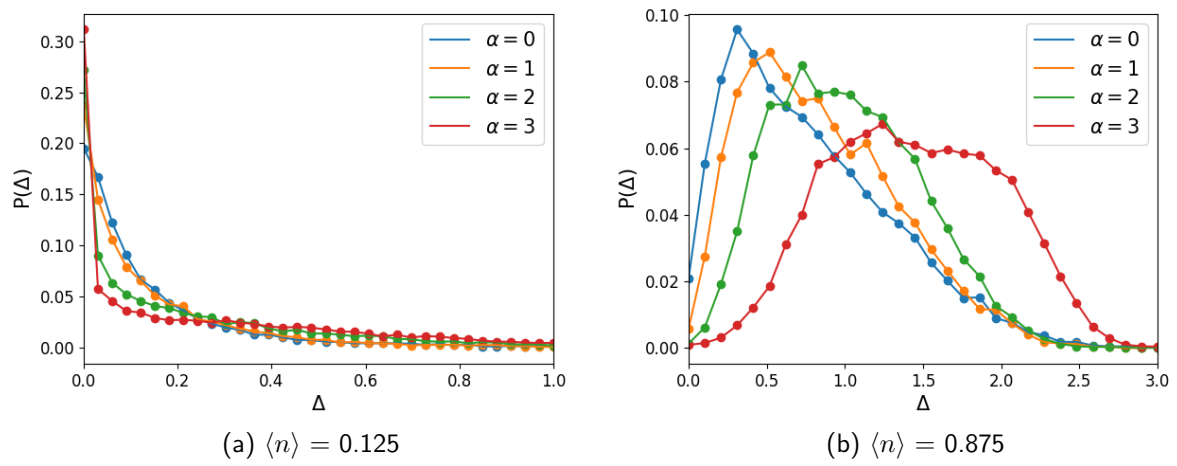 0.30
0.25
0.20
0.15
0.10
0.05
0.00
P(Δ)
0.0 0.2 0.4 0.6 0.8 1.0
Δ
α = 0
α = 1
α = 2
α = 3
(a) ⟨n⟩ = 0.125
0.10
0.08
0.06
0.04
0.02
0.00
P(Δ)
0.0 0.5 1.0 1.5 2.0 2.5 3.0
Δ
α = 0
α = 1
α = 2
α = 3
(b) ⟨n⟩ = 0.875